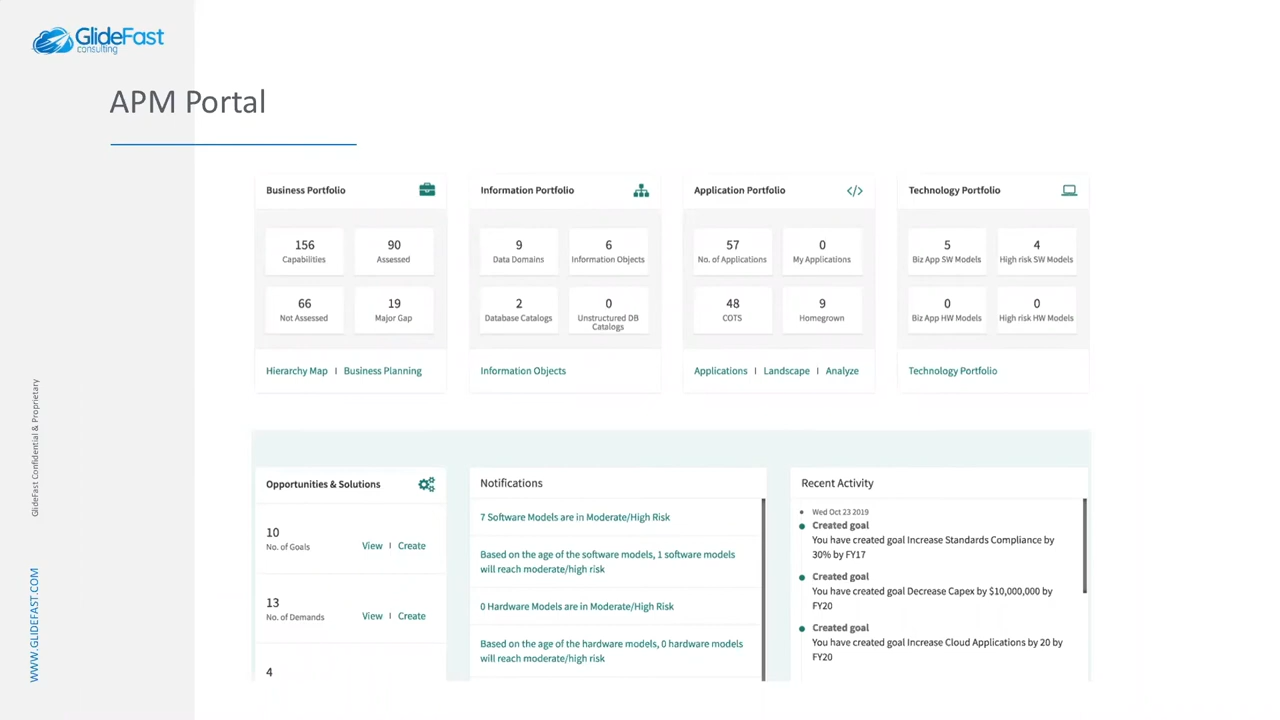 GlideFast
consulting
APM Portal
Business Portfolio
156
Capabilities
90
Assessed
66
Not Assessed
19
Major Gap
Hierarchy Map | Business Planning
Information Portfolio
9
Data Domains
6
Information Objects
2
Database Catalogs
0
Unstructured DB
Catalogs
Information Objects
Application Portfolio
</>
57
No. of Applications
0
My Applications
48
COTS
9
Homegrown
Applications | Landscape | Analyze
Technology Portfolio
5
Biz App SW Models
4
High risk SW Models
0
Biz App HW Models
0
High risk HW Models
Technology Portfolio
Opportunities & Solutions
10
No. of Goals
View | Create
13
No. of Demands
View | Create
4
Notifications
7 Software Models are in Moderate/High Risk
Based on the age of the software models, 1 software models
will reach moderate/high risk
0 Hardware Models are in Moderate/High Risk
Based on the age of the hardware models, 0 hardware models
will reach moderate/high risk
Recent Activity
Wed Oct 23 2019
Created goal
You have created goal Increase Standards Compliance by
30% by FY17
Created goal
You have created goal Decrease Capex by $10,000,000 by
FY20
Created goal
You have created goal Increase Cloud Applications by 20 by
FY20
GlideFast Confidential & Proprietary
WWW.GLIDEFAST.COM